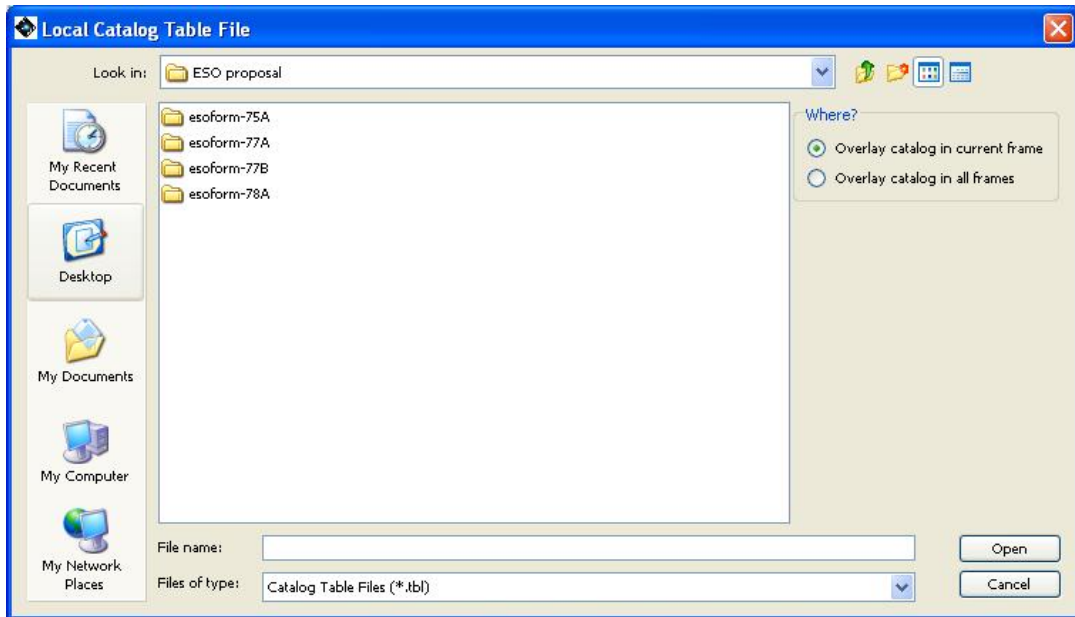 Local Catalog Table File
Look in:
ESO proposal
My Recent
Documents
Desktop
My Documents
My Computer
My Network
Places
esoform-75A
esoform-77A
esoform-77B
esoform-78A
Where?
Overlay catalog in current frame
Overlay catalog in all frames
File name:
Open
Files of type:
Catalog Table Files (*.tbl)
Cancel